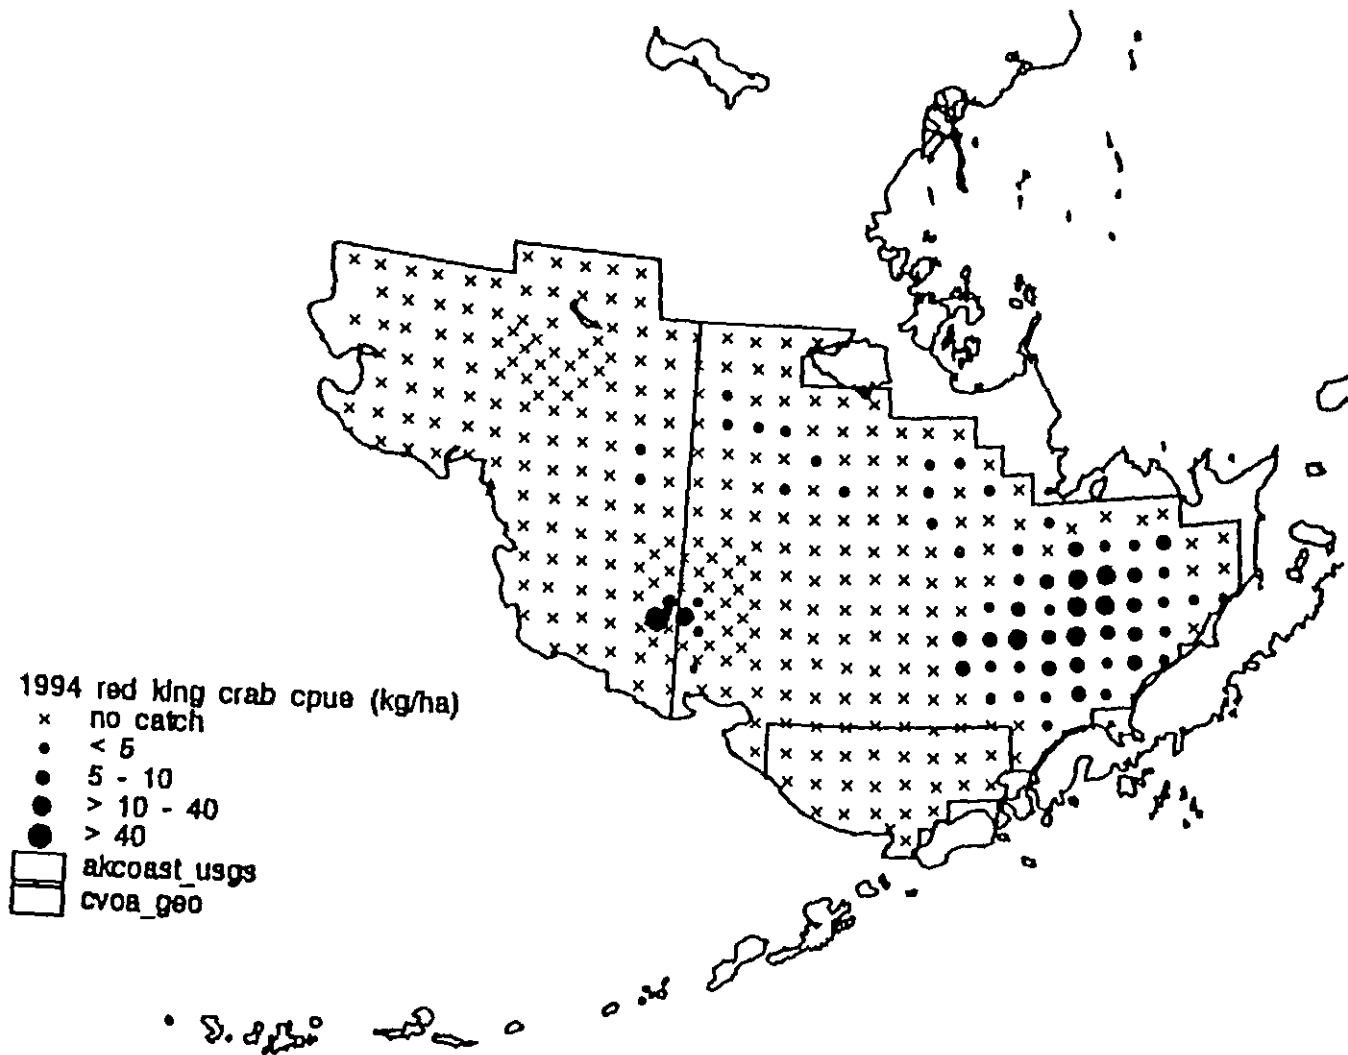 1994 red king crab cpue (kg/ha)
× no catch
< 5
5 - 10
> 10 - 40
> 40
akcoast_usgs
cvoa_geo